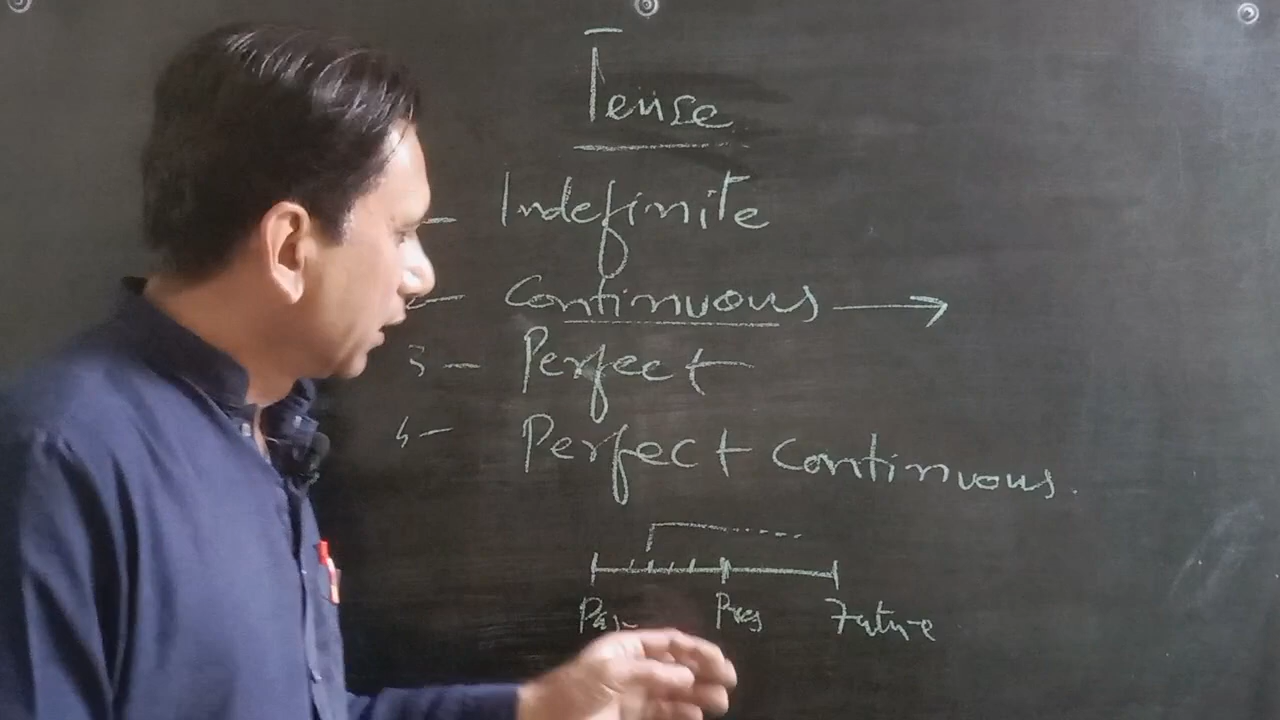 Tense
– Indefinite
– Continuous →
3 – Perfect
4 – Perfect Continuous.
Pres Future